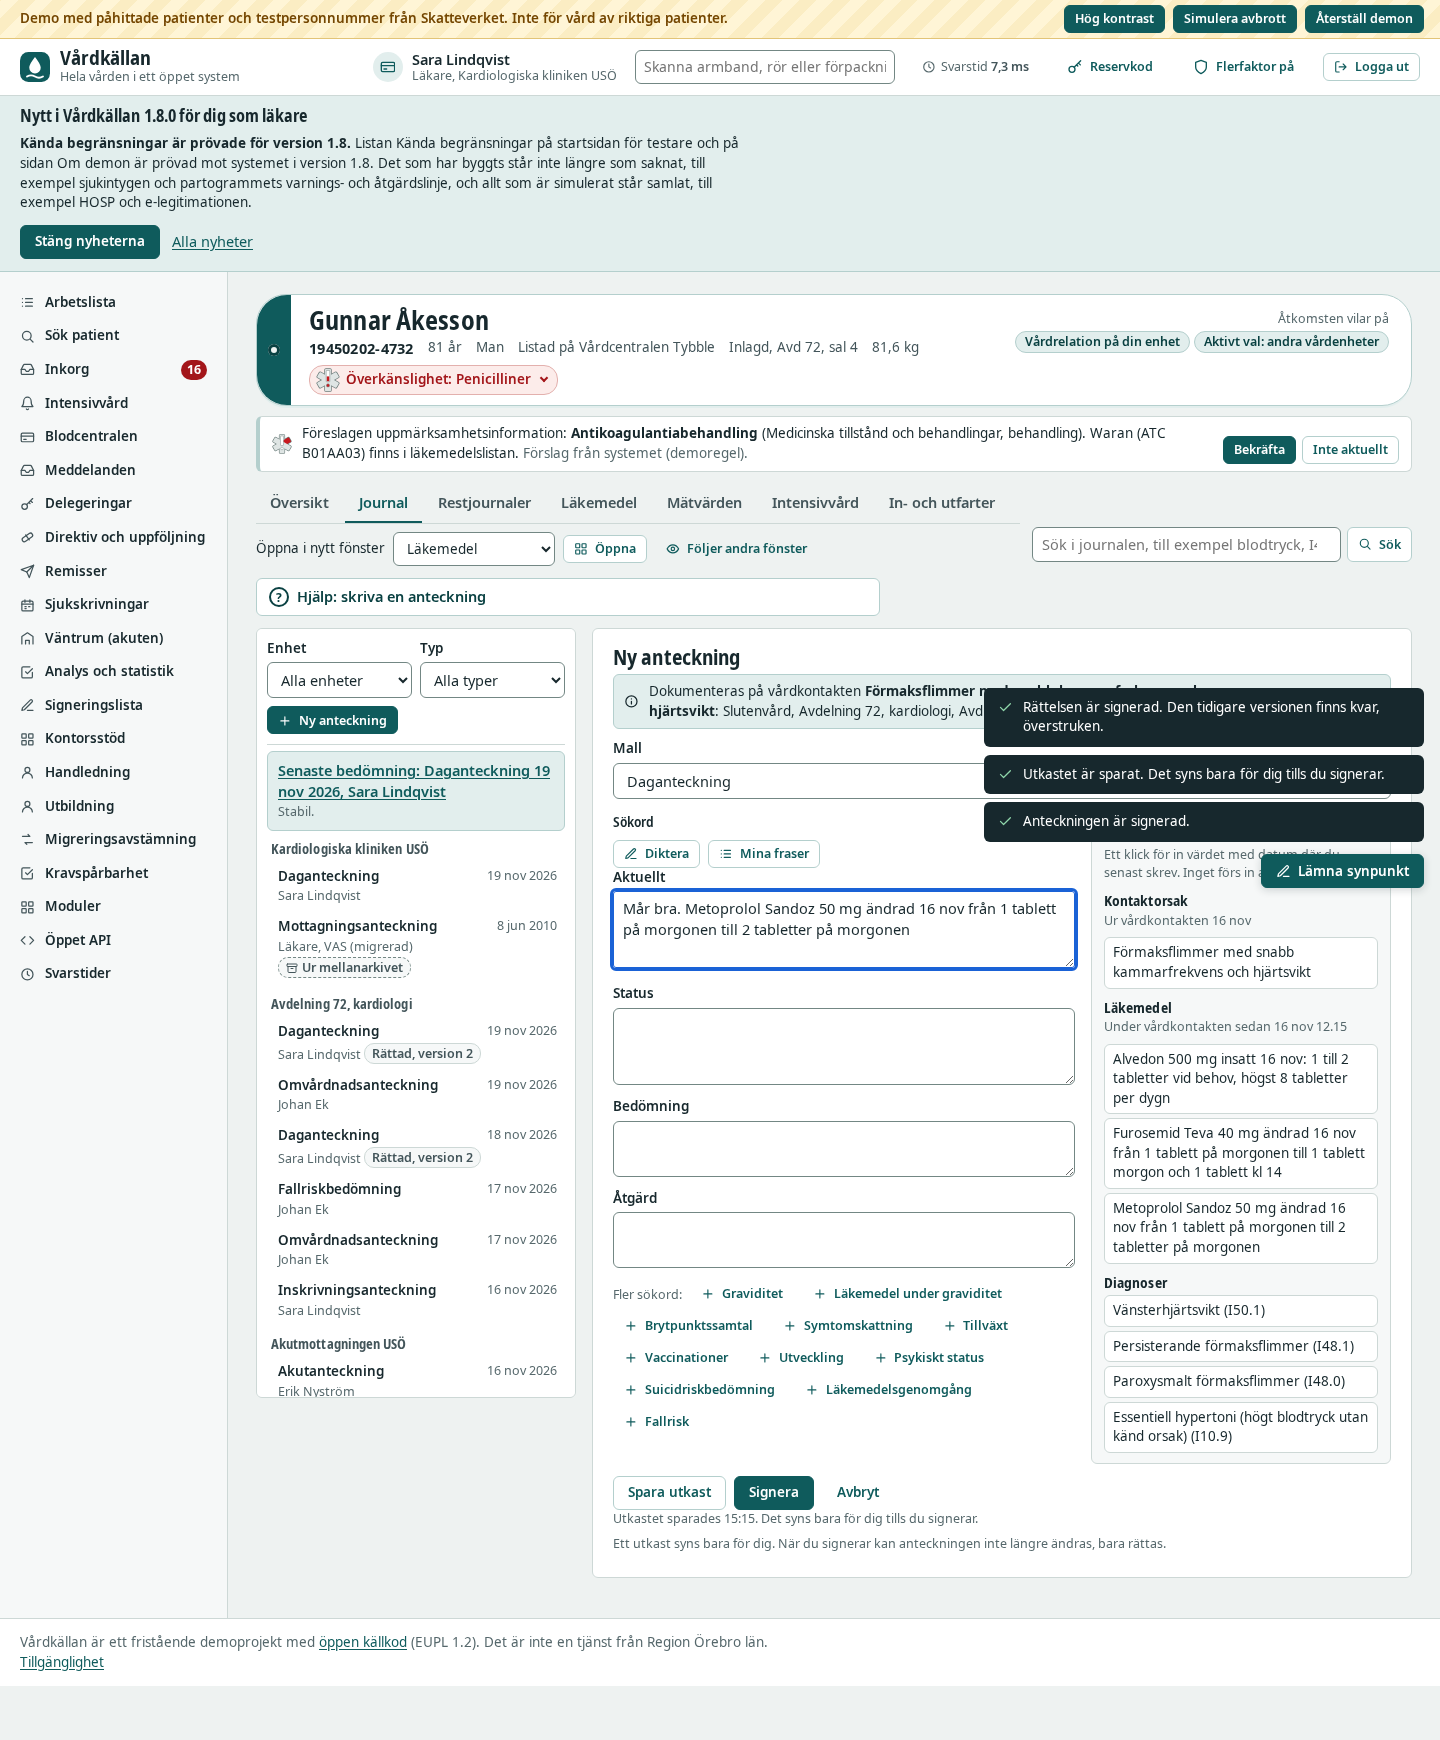 Demo med påhittade patienter och testpersonnummer från Skatteverket. Inte för vård av riktiga patienter.
Hög kontrast
Simulera avbrott
Återställ demon
Vårdkällan
Hela vården i ett öppet system
Sara Lindqvist
Läkare, Kardiologiska kliniken USÖ
Skanna armband, rör eller förpackni
Svarstid 7,3 ms
Reservkod
Flerfaktor på
Logga ut
Nytt i Vårdkällan 1.8.0 för dig som läkare
Kända begränsningar är prövade för version 1.8. Listan Kända begränsningar på startsidan för testare och på
sidan Om demon är prövad mot systemet i version 1.8. Det som har byggts står inte längre som saknat, till
exempel sjukintygen och partogrammets varnings- och åtgärdslinje, och allt som är simulerat står samlat, till
exempel HOSP och e-legitimationen.
Stäng nyheterna
Alla nyheter
Arbetslista
Sök patient
Inkorg
16
Intensivvård
Blodcentralen
Meddelanden
Delegeringar
Direktiv och uppföljning
Remisser
Sjukskrivningar
Väntrum (akuten)
Analys och statistik
Signeringslista
Kontorsstöd
Handledning
Utbildning
Migreringsavstämning
Kravspårbarhet
Moduler
Öppet API
Svarstider
Gunnar Åkesson
19450202-4732 81 år Man Listad på Vårdcentralen Tybble Inlagd, Avd 72, sal 4 81,6 kg
Överkänslighet: Penicilliner
Åtkomsten vilar på
Vårdrelation på din enhet
Aktivt val: andra vårdenheter
Föreslagen uppmärksamhetsinformation: Antikoagulantiabehandling (Medicinska tillstånd och behandlingar, behandling). Waran (ATC
B01AA03) finns i läkemedelslistan. Förslag från systemet (demoregel).
Bekräfta
Inte aktuellt
Översikt
Journal
Restjournaler
Läkemedel
Mätvärden
Intensivvård
In- och utfarter
Öppna i nytt fönster
Läkemedel
Öppna
Följer andra fönster
Sök i journalen, till exempel blodtryck, I
Sök
? Hjälp: skriva en anteckning
Enhet
Typ
Alla enheter
Alla typer
Ny anteckning
Senaste bedömning: Daganteckning 19
nov 2026, Sara Lindqvist
Stabil.
Kardiologiska kliniken USÖ
Daganteckning 19 nov 2026
Sara Lindqvist
Mottagningsanteckning 8 jun 2010
Läkare, VAS (migrerad)
Ur mellanarkivet
Avdelning 72, kardiologi
Daganteckning 19 nov 2026
Sara Lindqvist Rättad, version 2
Omvårdnadsanteckning 19 nov 2026
Johan Ek
Daganteckning 18 nov 2026
Sara Lindqvist Rättad, version 2
Fallriskbedömning 17 nov 2026
Johan Ek
Omvårdnadsanteckning 17 nov 2026
Johan Ek
Inskrivningsanteckning 16 nov 2026
Sara Lindqvist
Akutmottagningen USÖ
Akutanteckning 16 nov 2026
Erik Nyström
Ny anteckning
Dokumenteras på vårdkontakten Förmaksflimmer
hjärtsvikt: Slutenvård, Avdelning 72, kardiologi, Avd
Mall
Daganteckning
Sökord
Diktera
Mina fraser
Aktuellt
Mår bra. Metoprolol Sandoz 50 mg ändrad 16 nov från 1 tablett
på morgonen till 2 tabletter på morgonen
Status
Bedömning
Åtgärd
Fler sökord:
Graviditet
Läkemedel under graviditet
Brytpunktssamtal
Symtomskattning
Tillväxt
Vaccinationer
Utveckling
Psykiskt status
Suicidriskbedömning
Läkemedelsgenomgång
Fallrisk
Rättelsen är signerad. Den tidigare versionen finns kvar,
överstruken.
Utkastet är sparat. Det syns bara för dig tills du signerar.
Anteckningen är signerad.
Ett klick för in värdet med datum där du
senast skrev. Inget förs in
Lämna synpunkt
Kontaktorsak
Ur vårdkontakten 16 nov
Förmaksflimmer med snabb
kammarfrekvens och hjärtsvikt
Läkemedel
Under vårdkontakten sedan 16 nov 12.15
Alvedon 500 mg insatt 16 nov: 1 till 2
tabletter vid behov, högst 8 tabletter
per dygn
Furosemid Teva 40 mg ändrad 16 nov
från 1 tablett på morgonen till 1 tablett
morgon och 1 tablett kl 14
Metoprolol Sandoz 50 mg ändrad 16
nov från 1 tablett på morgonen till 2
tabletter på morgonen
Diagnoser
Vänsterhjärtsvikt (I50.1)
Persisterande förmaksflimmer (I48.1)
Paroxysmalt förmaksflimmer (I48.0)
Essentiell hypertoni (högt blodtryck utan
känd orsak) (I10.9)
Spara utkast
Signera
Avbryt
Utkastet sparades 15:15. Det syns bara för dig tills du signerar.
Ett utkast syns bara för dig. När du signerar kan anteckningen inte längre ändras, bara rättas.
Vårdkällan är ett fristående demoprojekt med öppen källkod (EUPL 1.2). Det är inte en tjänst från Region Örebro län.
Tillgänglighet